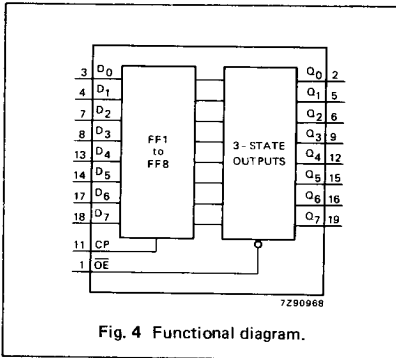 3 D0
4 D1
7 D2
8 D3
13 D4
14 D5
17 D6
18 D7
11 CP
1 OE
FF1
to
FF8
3-STATE
OUTPUTS
Q0 2
Q1 5
Q2 6
Q3 9
Q4 12
Q5 15
Q6 16
Q7 19
7Z90968
Fig. 4 Functional diagram.